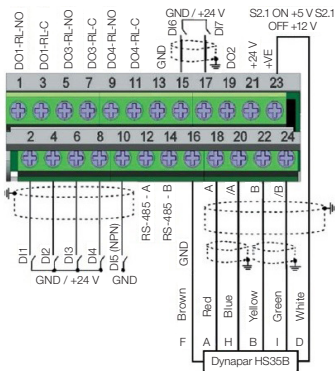 GND / +24 V
S2.1 ON +5 V S2.1
OFF +12 V
DO1-RL-NO
DO1-RL-C
DO3-RL-NO
DO3-RL-C
DO4-RL-NO
DO4-RL-C
GND
DI6
DI7
DO2
+24 V
+VE
1 3 5 7 9 11 13 15 17 19 21 23
2 4 6 8 10 12 14 16 18 20 22 24
DI1
DI2
DI3
DI4
DI5 (NPN)
GND
GND / +24 V
RS-485 - A
RS-485 - B
GND
A
/A
B
/B
Brown
Red
Blue
Yellow
Green
White
F A H B I D
Dynapar HS35B